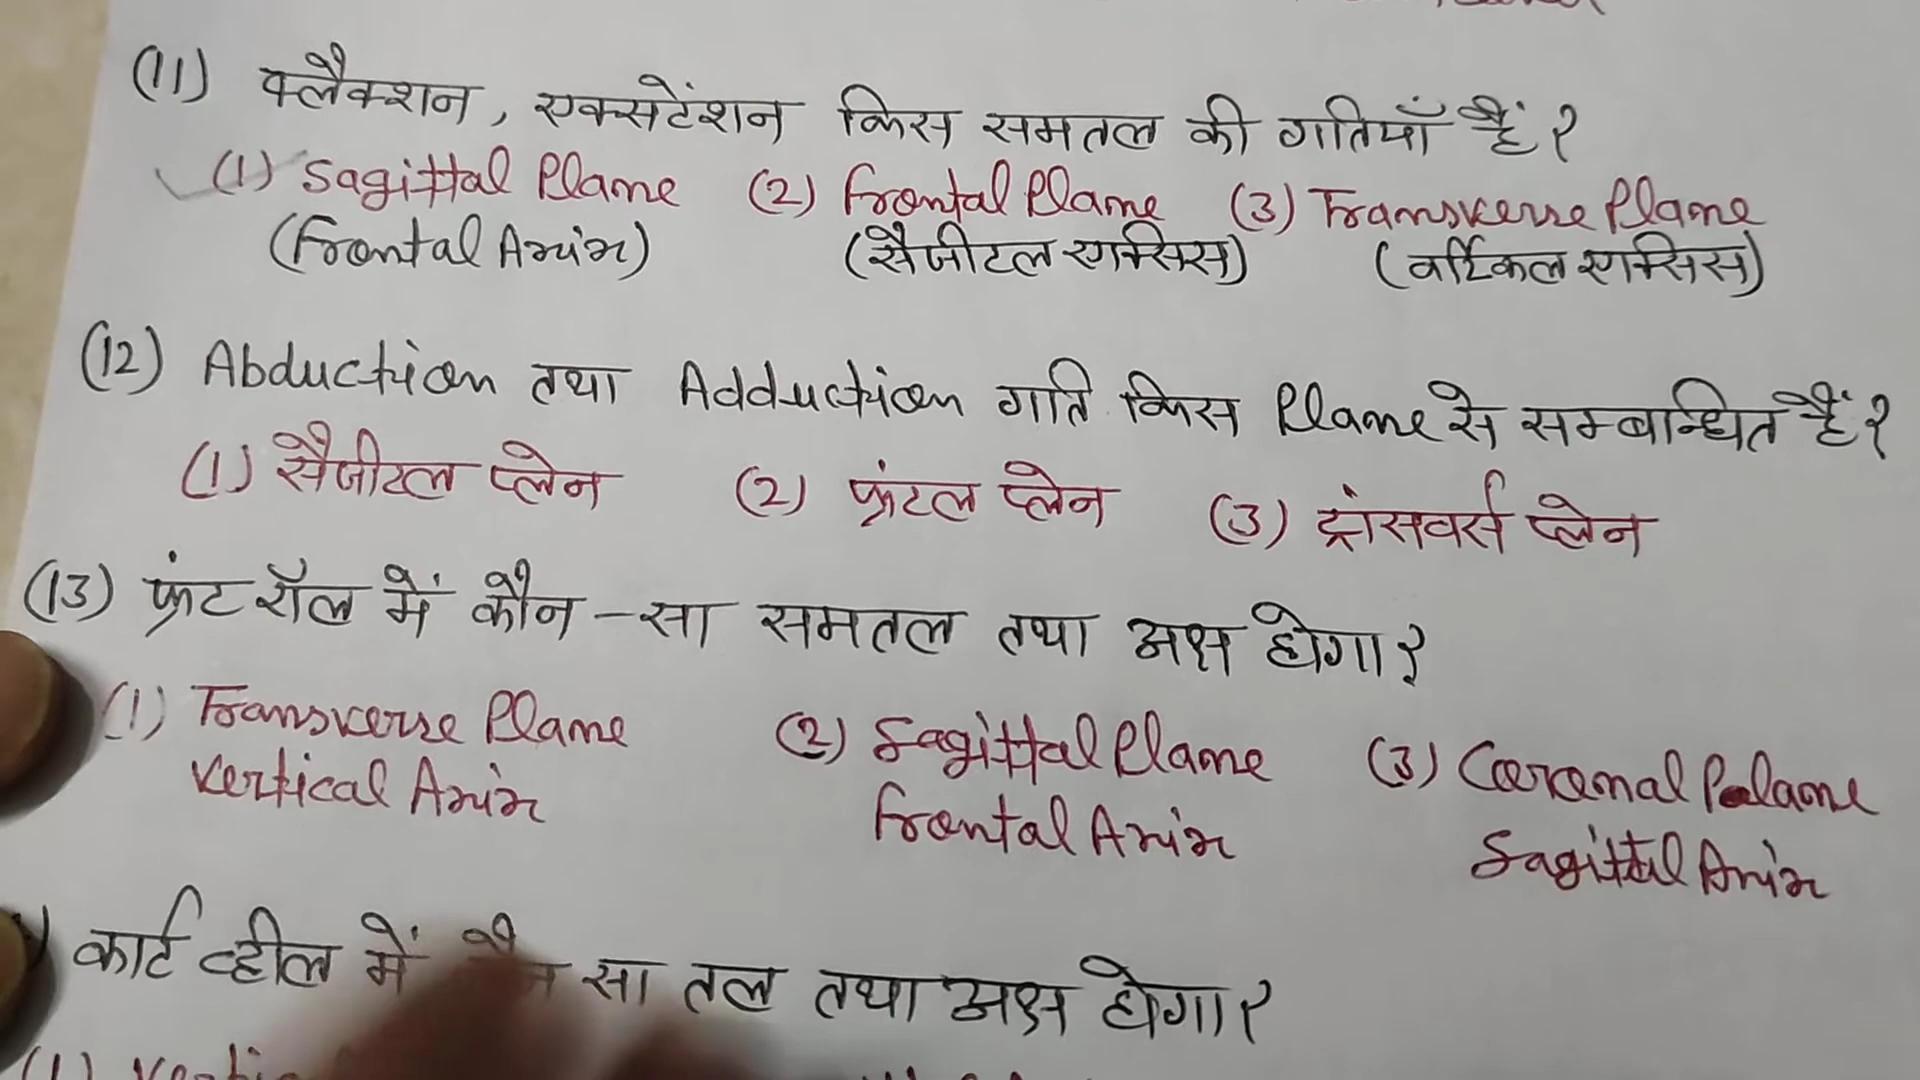 (11) फ्लैक्शन, एक्सटेंशन किस समतल की गतियाँ हैं?
(1) Sagittal Plane (2) Frontal Plane (3) Transverse Plane
(Frontal Axis) (सैजीटल एक्सिस) (वर्टिकल एक्सिस)
(12) Abduction तथा Adduction गति किस Plane से सम्बन्धित हैं?
(1) सैजीटल प्लेन (2) फ्रंटल प्लेन (3) ट्रांसवर्स प्लेन
(13) फ्रंट रॉल में कौन-सा समतल तथा अक्ष होगा?
(1) Transverse Plane (2) Sagittal Plane (3) Coronal Plane
Vertical Axis Frontal Axis Sagittal Axis
कार्ट व्हील में सा तल तथा अक्ष होगा?
(1)